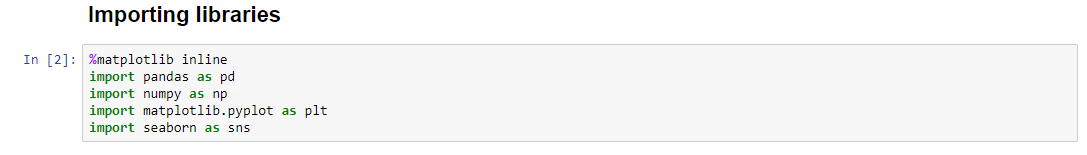 Importing libraries
In [2]: %matplotlib inline
import pandas as pd
import numpy as np
import matplotlib.pyplot as plt
import seaborn as sns